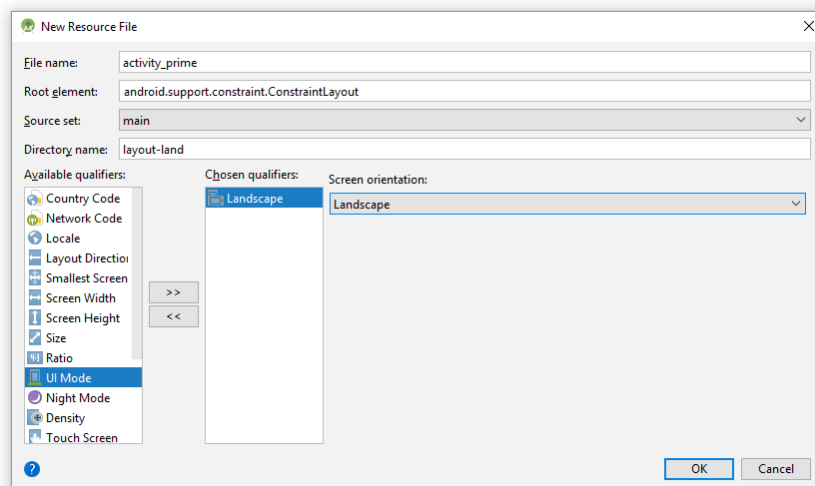 New Resource File
File name: activity_prime
Root element: android.support.constraint.ConstraintLayout
Source set: main
Directory name: layout-land
Available qualifiers:
Country Code
Network Code
Locale
Layout Direction
Smallest Screen
Screen Width
Screen Height
Size
Ratio
UI Mode
Night Mode
Density
Touch Screen
>>
<<
Chosen qualifiers:
Landscape
Screen orientation:
Landscape
?
OK Cancel